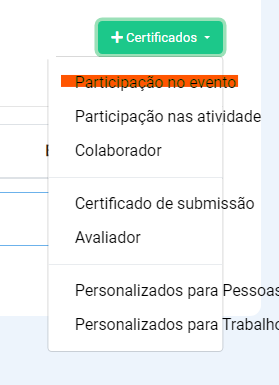 + Certificados
Participação no evento
Participação nas atividade
Colaborador
Certificado de submissão
Avaliador
Personalizados para Pessoas
Personalizados para Trabalho